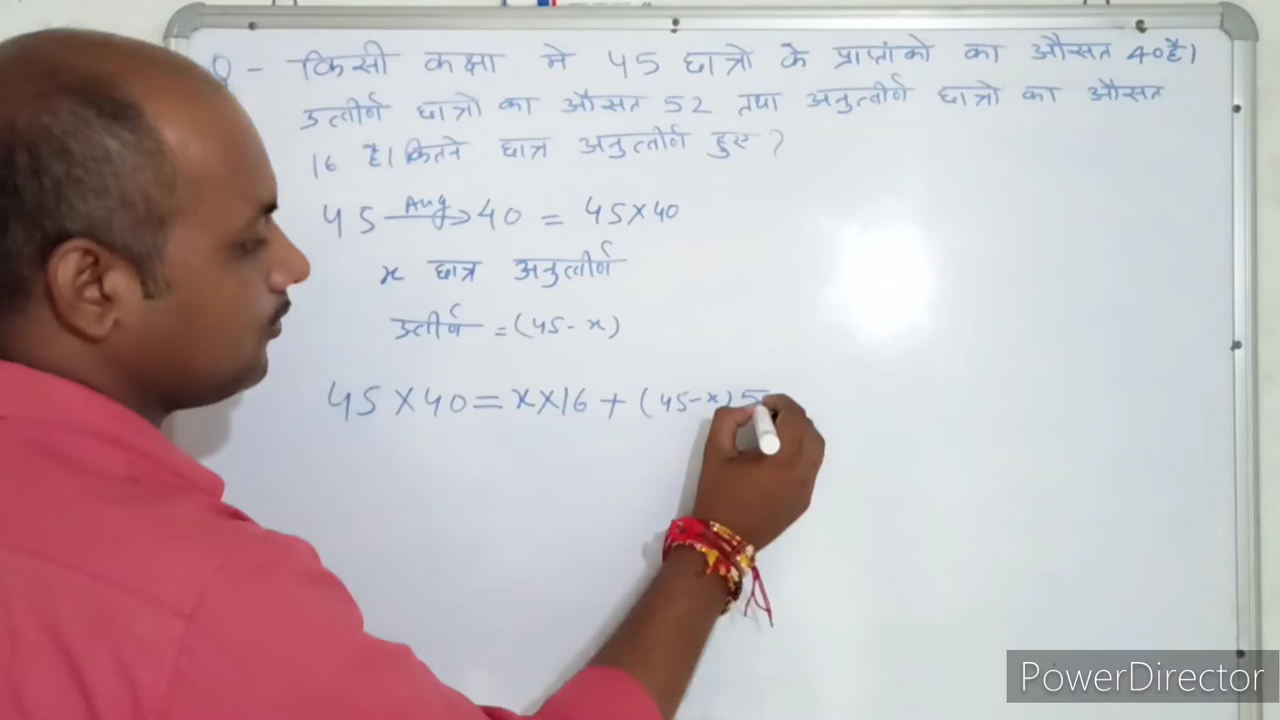 Q - किसी कक्षा मे 45 छात्रो के प्राप्तांको का औसत 40 है।
उत्तीर्ण छात्रो का औसत 52 तथा अनुत्तीर्ण छात्रो का औसत
16 है। कितने छात्र अनुत्तीर्ण हुए ?
45 Avg → 40 = 45×40
x छात्र अनुत्तीर्ण
उत्तीर्ण = (45-x)
45×40 = x×16 + (45-x) 5
PowerDirector